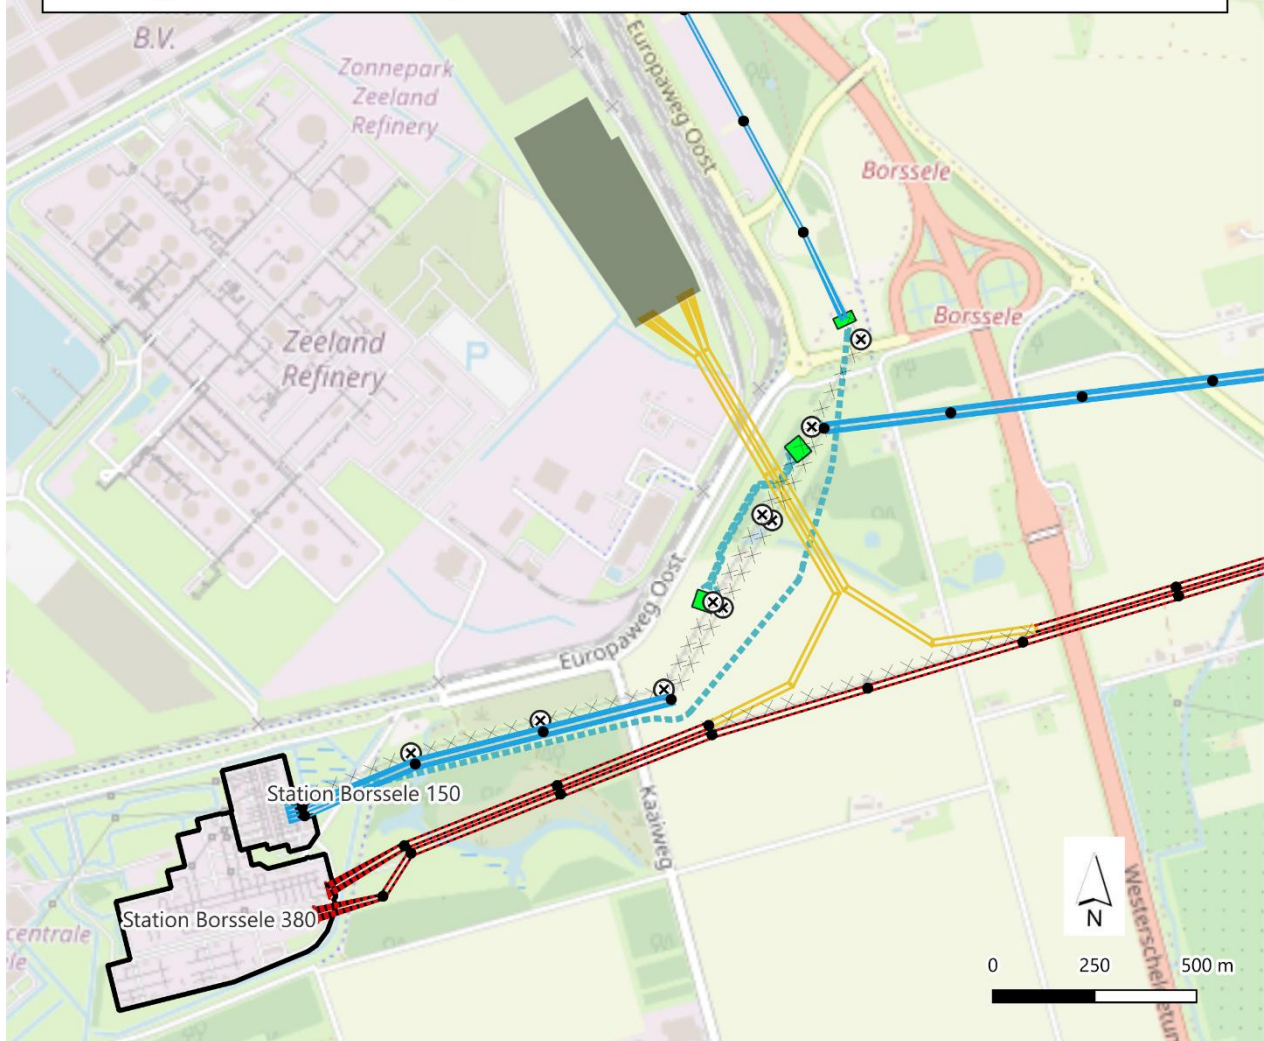 B.V.
Zonnepark
Zeeland
Refinery
Europaweg Oost
Borssele
Borssele
Zeeland
Refinery
P
Europaweg Oost
Station Borssele 150
Kaaiweg
Station Borssele 380
centrale
N
0 250 500 m